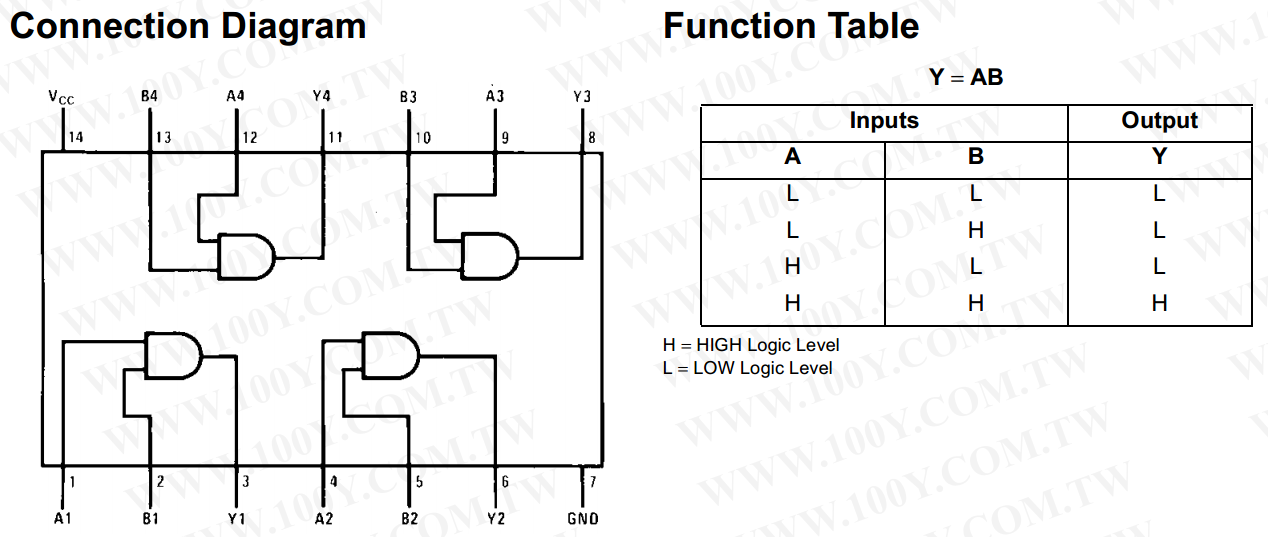 Connection Diagram
VCC B4 A4 Y4 B3 A3 Y3
14 13 12 11 10 9 8
1 2 3 4 5 6 7
A1 B1 Y1 A2 B2 Y2 GND
Function Table
Y = AB
Inputs Output
A B Y
L L L
L H L
H L L
H H H
H = HIGH Logic Level
L = LOW Logic Level
WWW.100Y.COM.TW